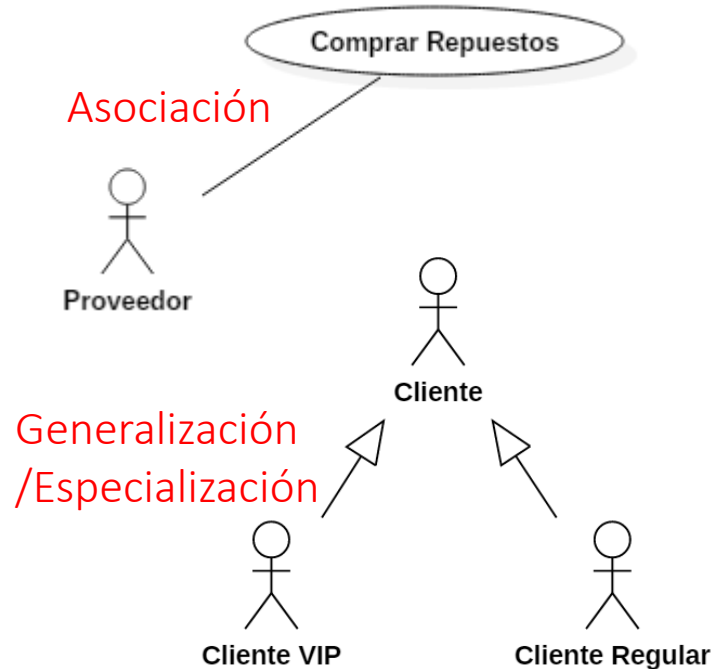 Comprar Repuestos
Asociación
Proveedor
Cliente
Generalización
/Especialización
Cliente VIP
Cliente Regular